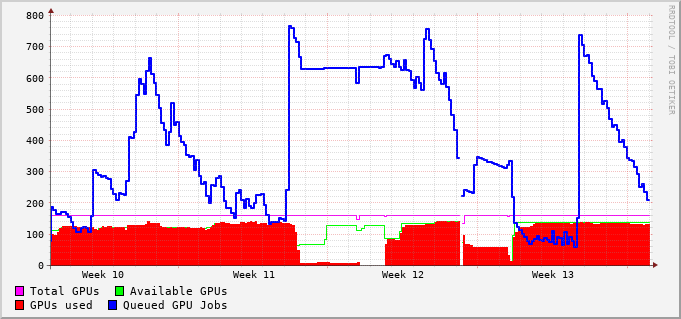 800
700
600
500
400
300
200
100
0
Week 10 Week 11 Week 12 Week 13
Total GPUs Available GPUs
GPUs used Queued GPU Jobs
RRDTOOL / TOBI OETIKER